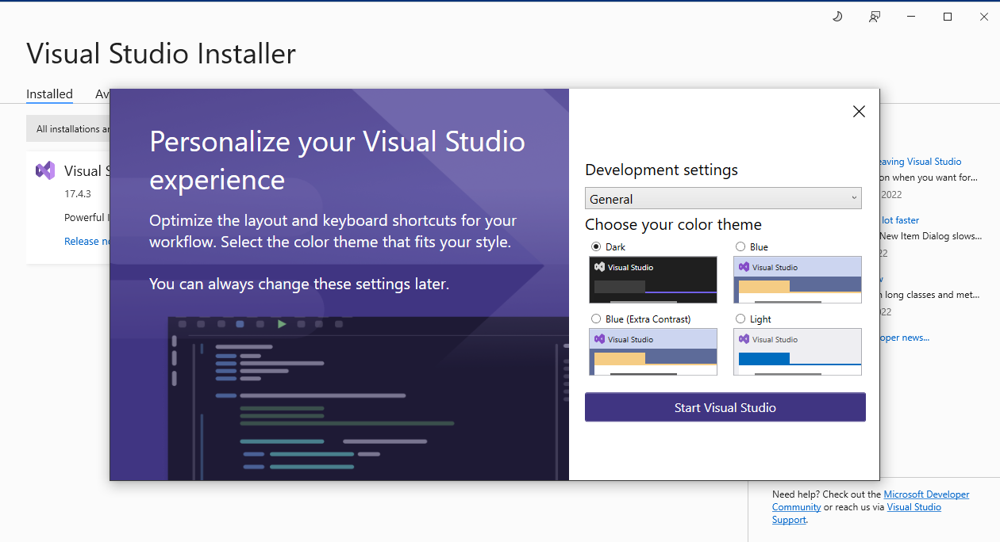 Visual Studio Installer
Installed
All installations
Visual
17.4.3
Powerful
Release
Personalize your Visual Studio
experience
Optimize the layout and keyboard shortcuts for your
workflow. Select the color theme that fits your style.
You can always change these settings later.
Development settings
General
Choose your color theme
Dark
Blue
Visual Studio
Visual Studio
Blue (Extra Contrast)
Light
Visual Studio
Visual Studio
Start Visual Studio
eaving Visual Studio
on when you want for...
2022
lot faster
New Item Dialog slows...
22
long classes and met...
022
oper news...
Need help? Check out the Microsoft Developer
Community or reach us via Visual Studio
Support.